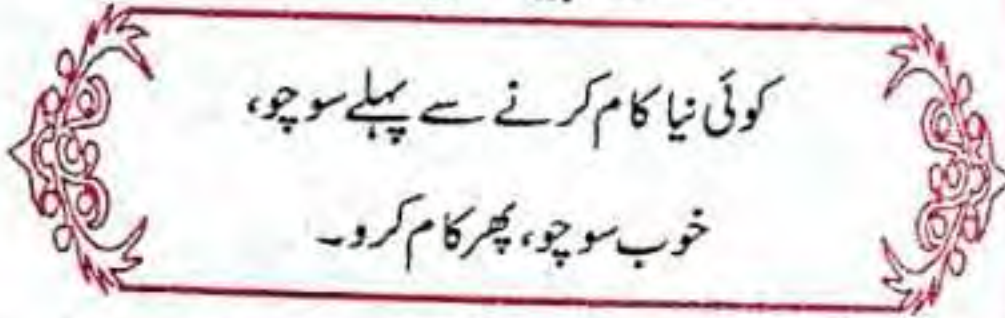 کوئی نیا کام کرنے سے پہلے سوچو،
خوب سوچو، پھر کام کرو۔